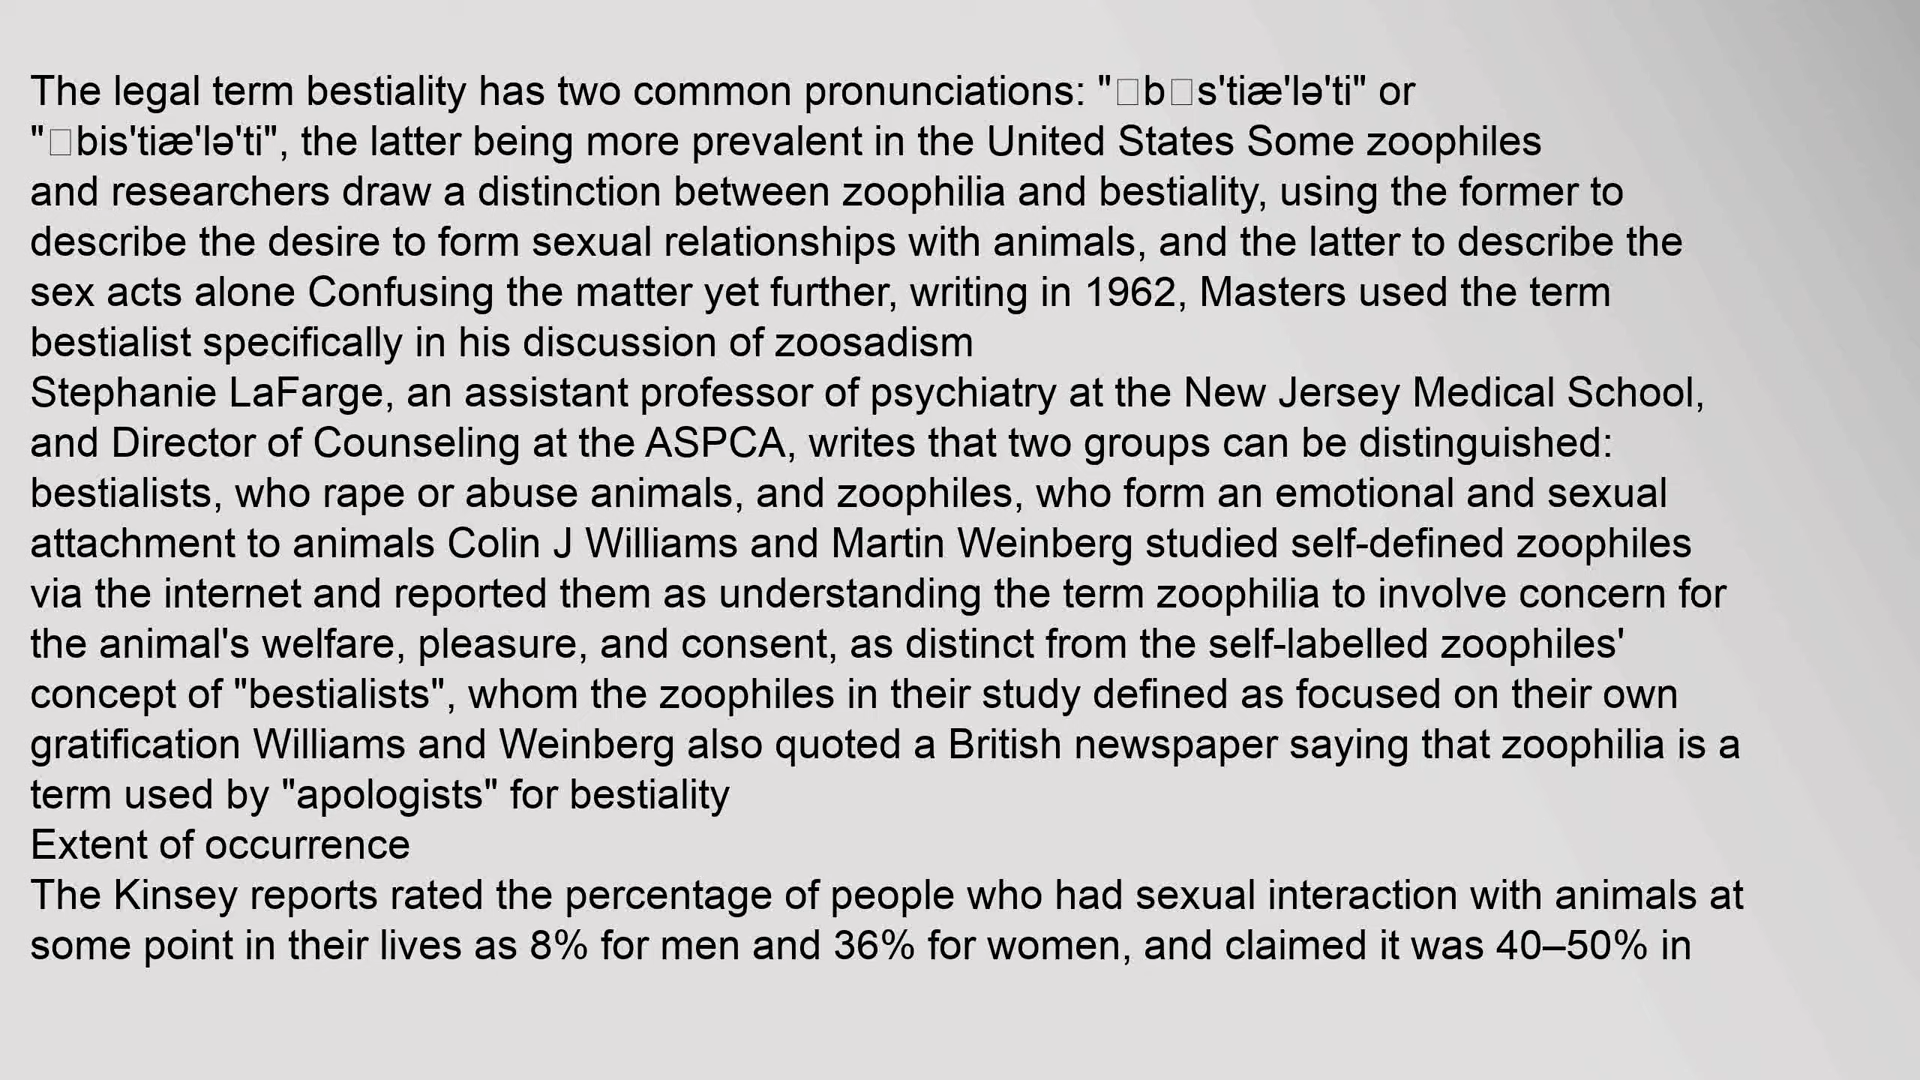 The legal term bestiality has two common pronunciations: "□b□s'tiæ'lə'ti" or
"□bis'tiæ'lə'ti", the latter being more prevalent in the United States Some zoophiles
and researchers draw a distinction between zoophilia and bestiality, using the former to
describe the desire to form sexual relationships with animals, and the latter to describe the
sex acts alone Confusing the matter yet further, writing in 1962, Masters used the term
bestialist specifically in his discussion of zoosadism
Stephanie LaFarge, an assistant professor of psychiatry at the New Jersey Medical School,
and Director of Counseling at the ASPCA, writes that two groups can be distinguished:
bestialists, who rape or abuse animals, and zoophiles, who form an emotional and sexual
attachment to animals Colin J Williams and Martin Weinberg studied self-defined zoophiles
via the internet and reported them as understanding the term zoophilia to involve concern for
the animal's welfare, pleasure, and consent, as distinct from the self-labelled zoophiles'
concept of "bestialists", whom the zoophiles in their study defined as focused on their own
gratification Williams and Weinberg also quoted a British newspaper saying that zoophilia is a
term used by "apologists" for bestiality
Extent of occurrence
The Kinsey reports rated the percentage of people who had sexual interaction with animals at
some point in their lives as 8% for men and 36% for women, and claimed it was 40–50% in